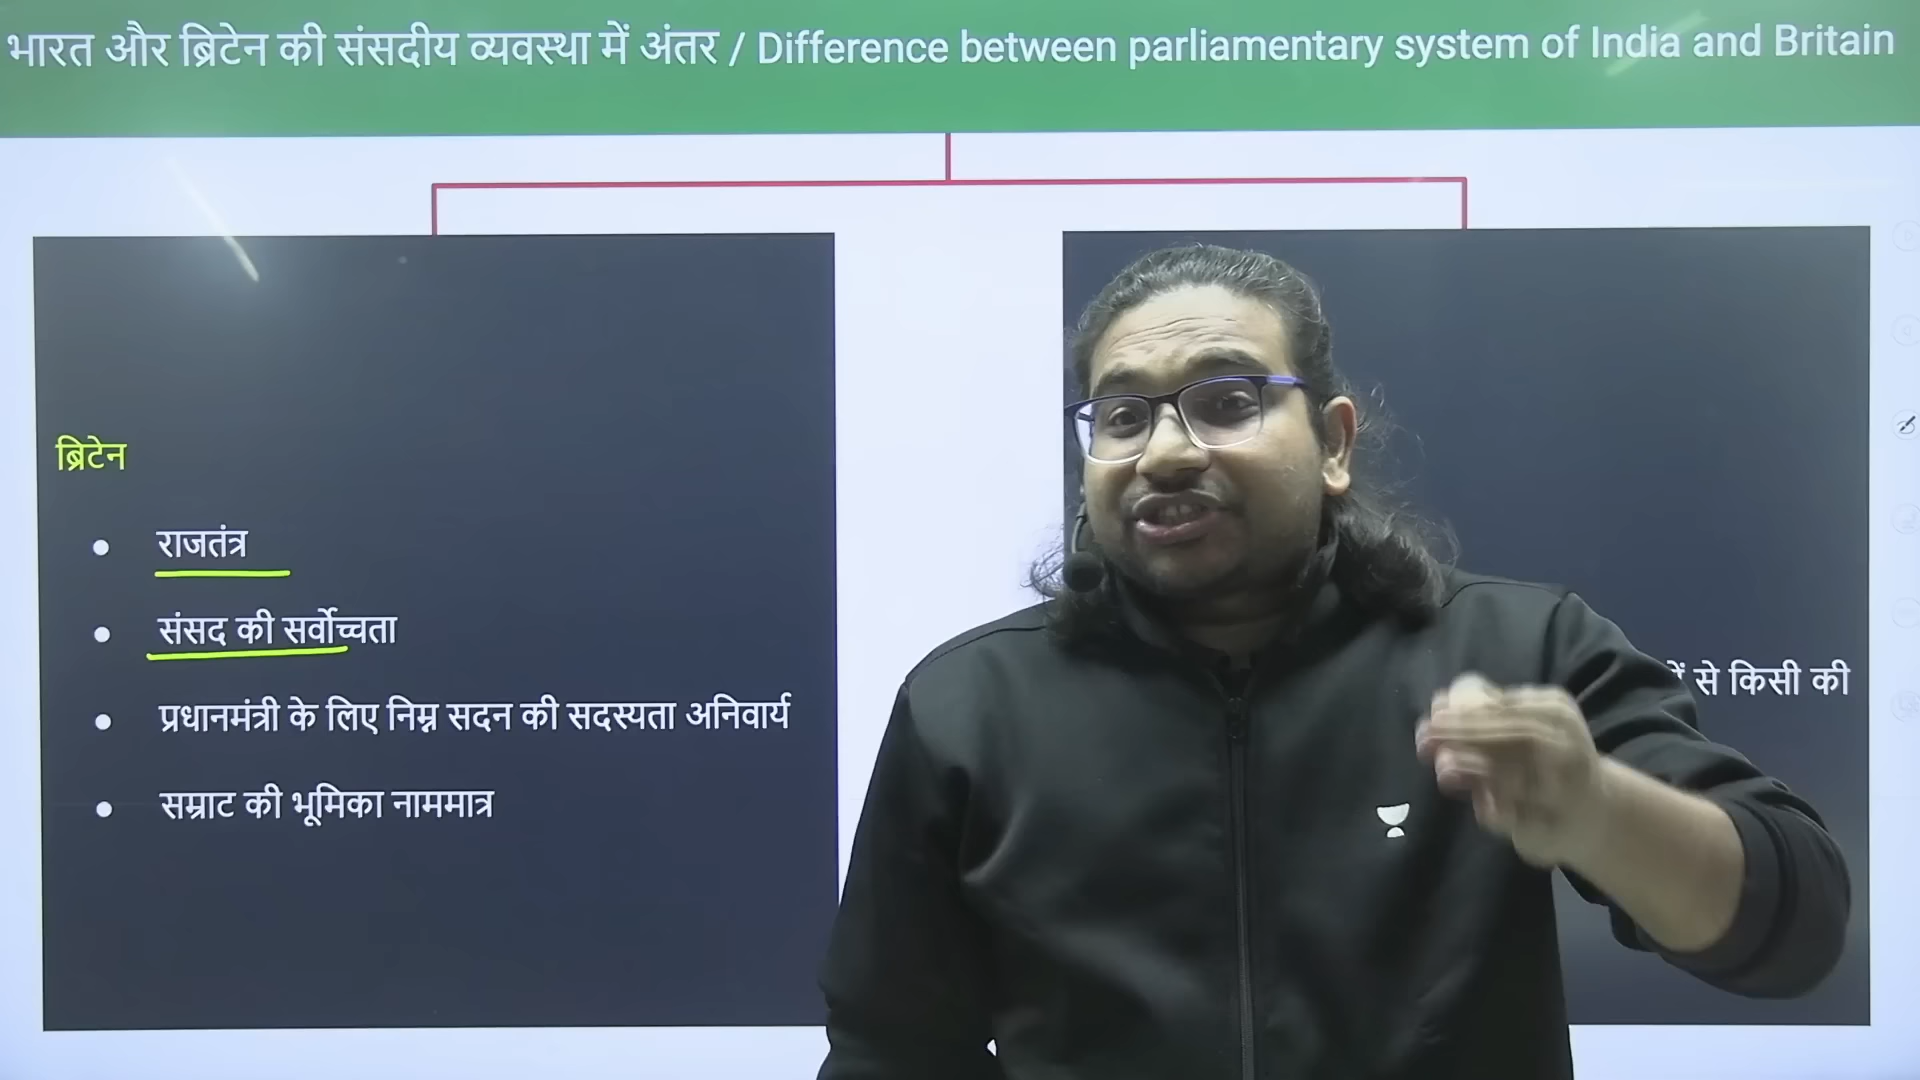 भारत और ब्रिटेन की संसदीय व्यवस्था में अंतर / Difference between parliamentary system of India and Britain
ब्रिटेन
राजतंत्र
संसद की सर्वोच्चता
प्रधानमंत्री के लिए निम्न सदन की सदस्यता अनिवार्य
सम्राट की भूमिका नाममात्र
से किसी की